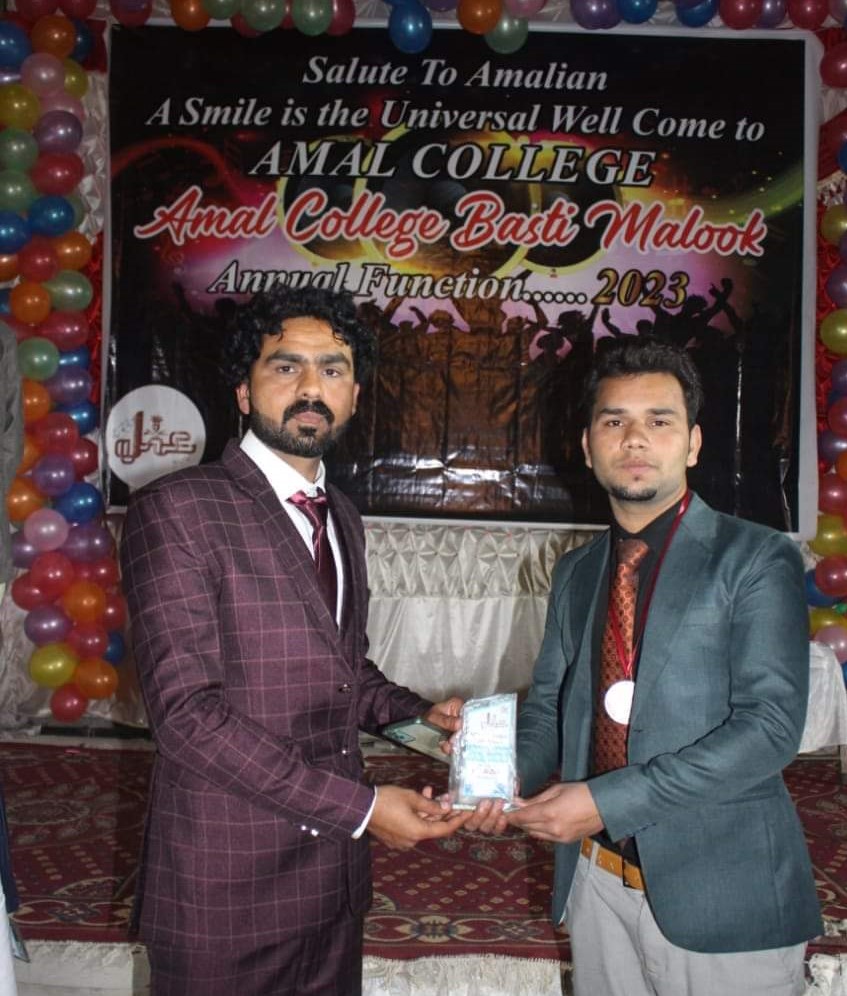 Salute To Amalian
A Smile is the Universal Well Come to
AMAL COLLEGE
Amal College Basti Malook
Annual Function...... 2023